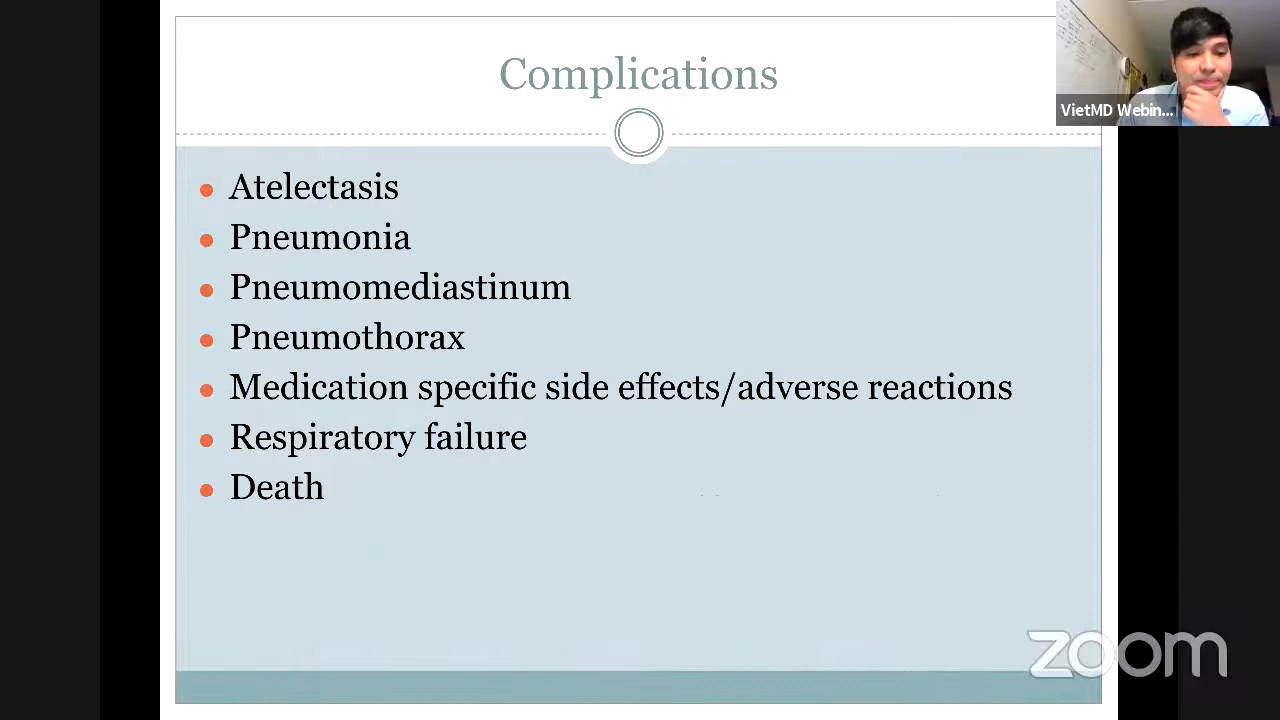 Complications
VietMD Webin...
Atelectasis
Pneumonia
Pneumomediastinum
Pneumothorax
Medication specific side effects/adverse reactions
Respiratory failure
Death
zoom